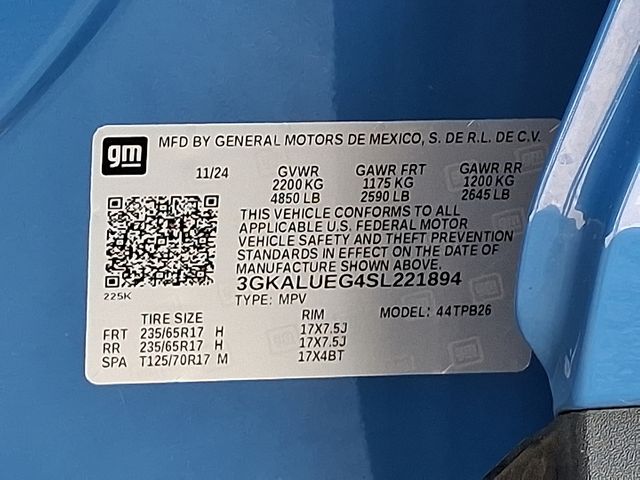 gm MFD BY GENERAL MOTORS DE MEXICO, S. DE R.L. DE C.V.
11/24 GVWR GAWR FRT GAWR RR
2200 KG 1175 KG 1200 KG
4850 LB 2590 LB 2645 LB
THIS VEHICLE CONFORMS TO ALL
APPLICABLE U.S. FEDERAL MOTOR
VEHICLE SAFETY AND THEFT PREVENTION
STANDARDS IN EFFECT ON THE DATE OF
MANUFACTURE SHOWN ABOVE.
3GKALUEG4SL221894
225K
TYPE: MPV
TIRE SIZE RIM MODEL: 44TPB26
FRT 235/65R17 H 17X7.5J
RR 235/65R17 H 17X7.5J
SPA T125/70R17 M 17X4BT